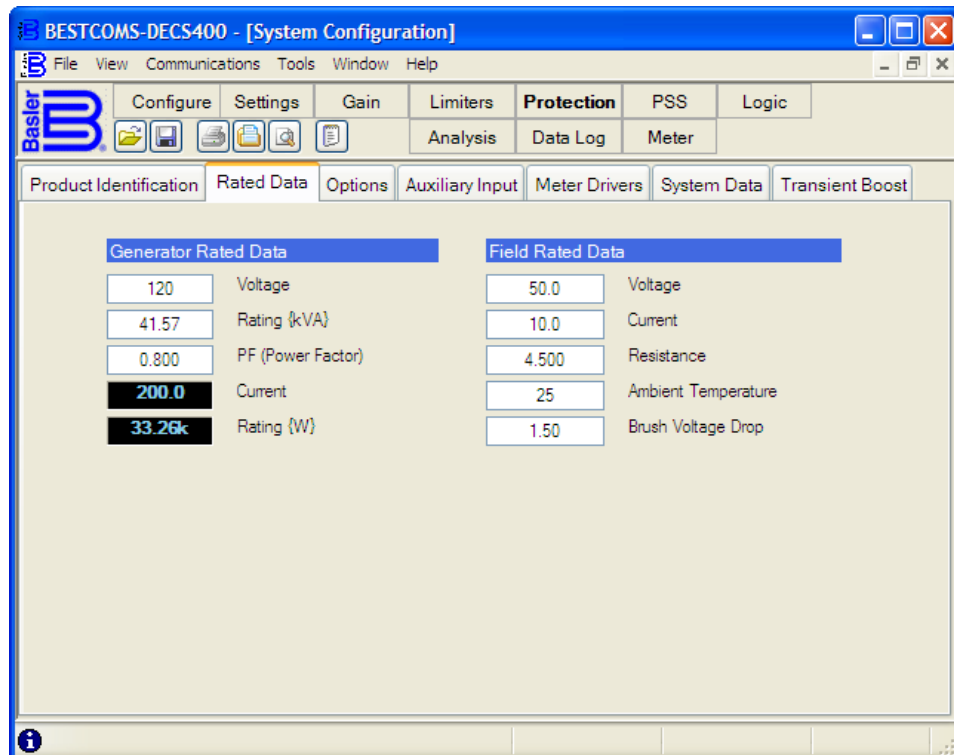 BESTCOMS-DECS400 - [System Configuration]
File View Communications Tools Window Help
Basler
Configure Settings Gain Limiters Protection PSS Logic
Analysis Data Log Meter
Product Identification Rated Data Options Auxiliary Input Meter Drivers System Data Transient Boost
Generator Rated Data
120 Voltage
41.57 Rating {kVA}
0.800 PF (Power Factor)
200.0 Current
33.26k Rating {W}
Field Rated Data
50.0 Voltage
10.0 Current
4.500 Resistance
25 Ambient Temperature
1.50 Brush Voltage Drop